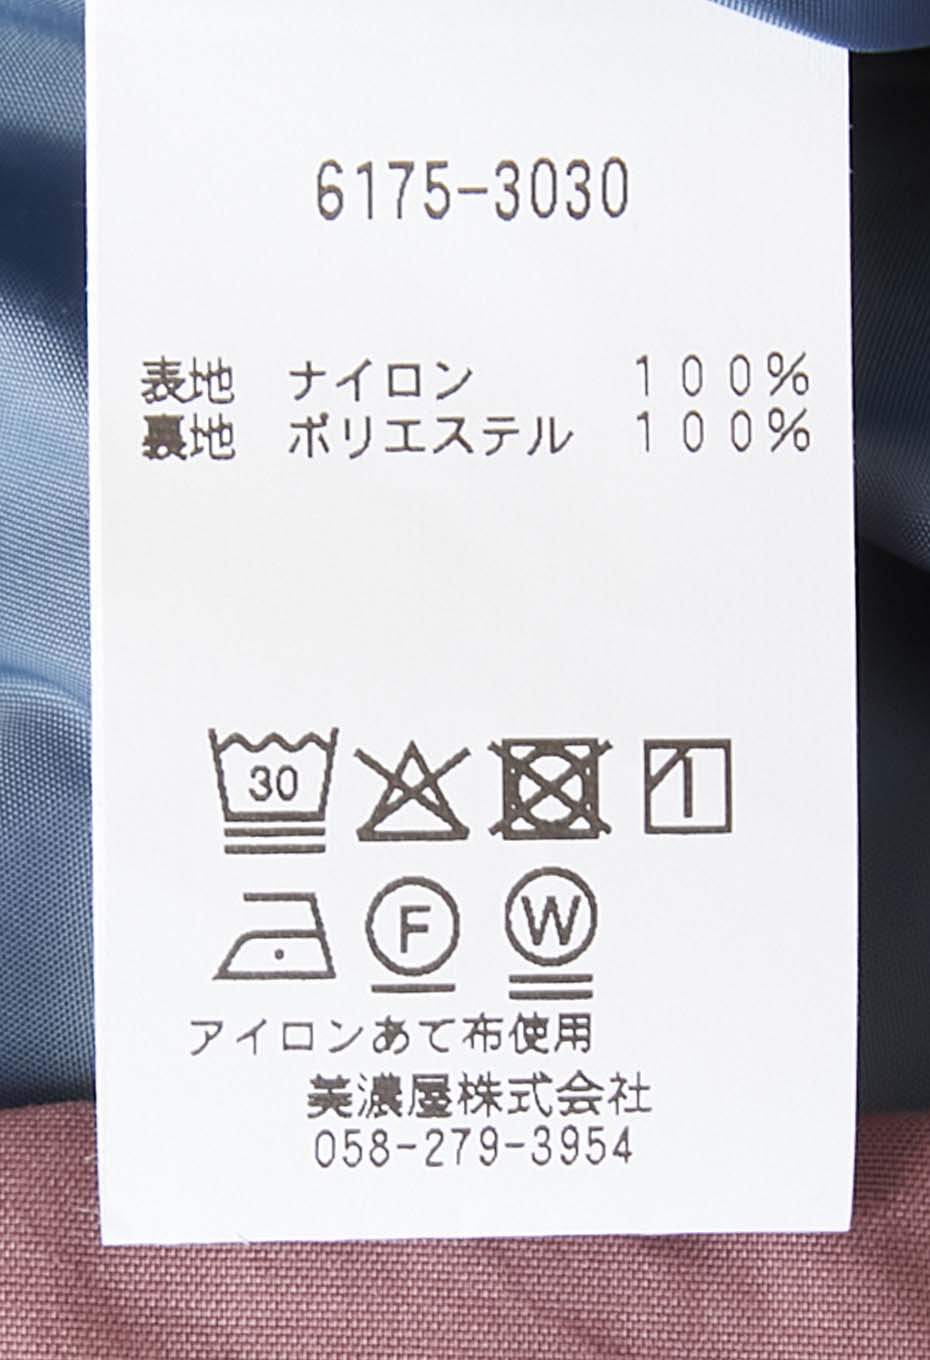 6175-3030
表地 ナイロン 100%
裏地 ポリエステル 100%
30
F W
アイロンあて布使用
美濃屋株式会社
058-279-3954